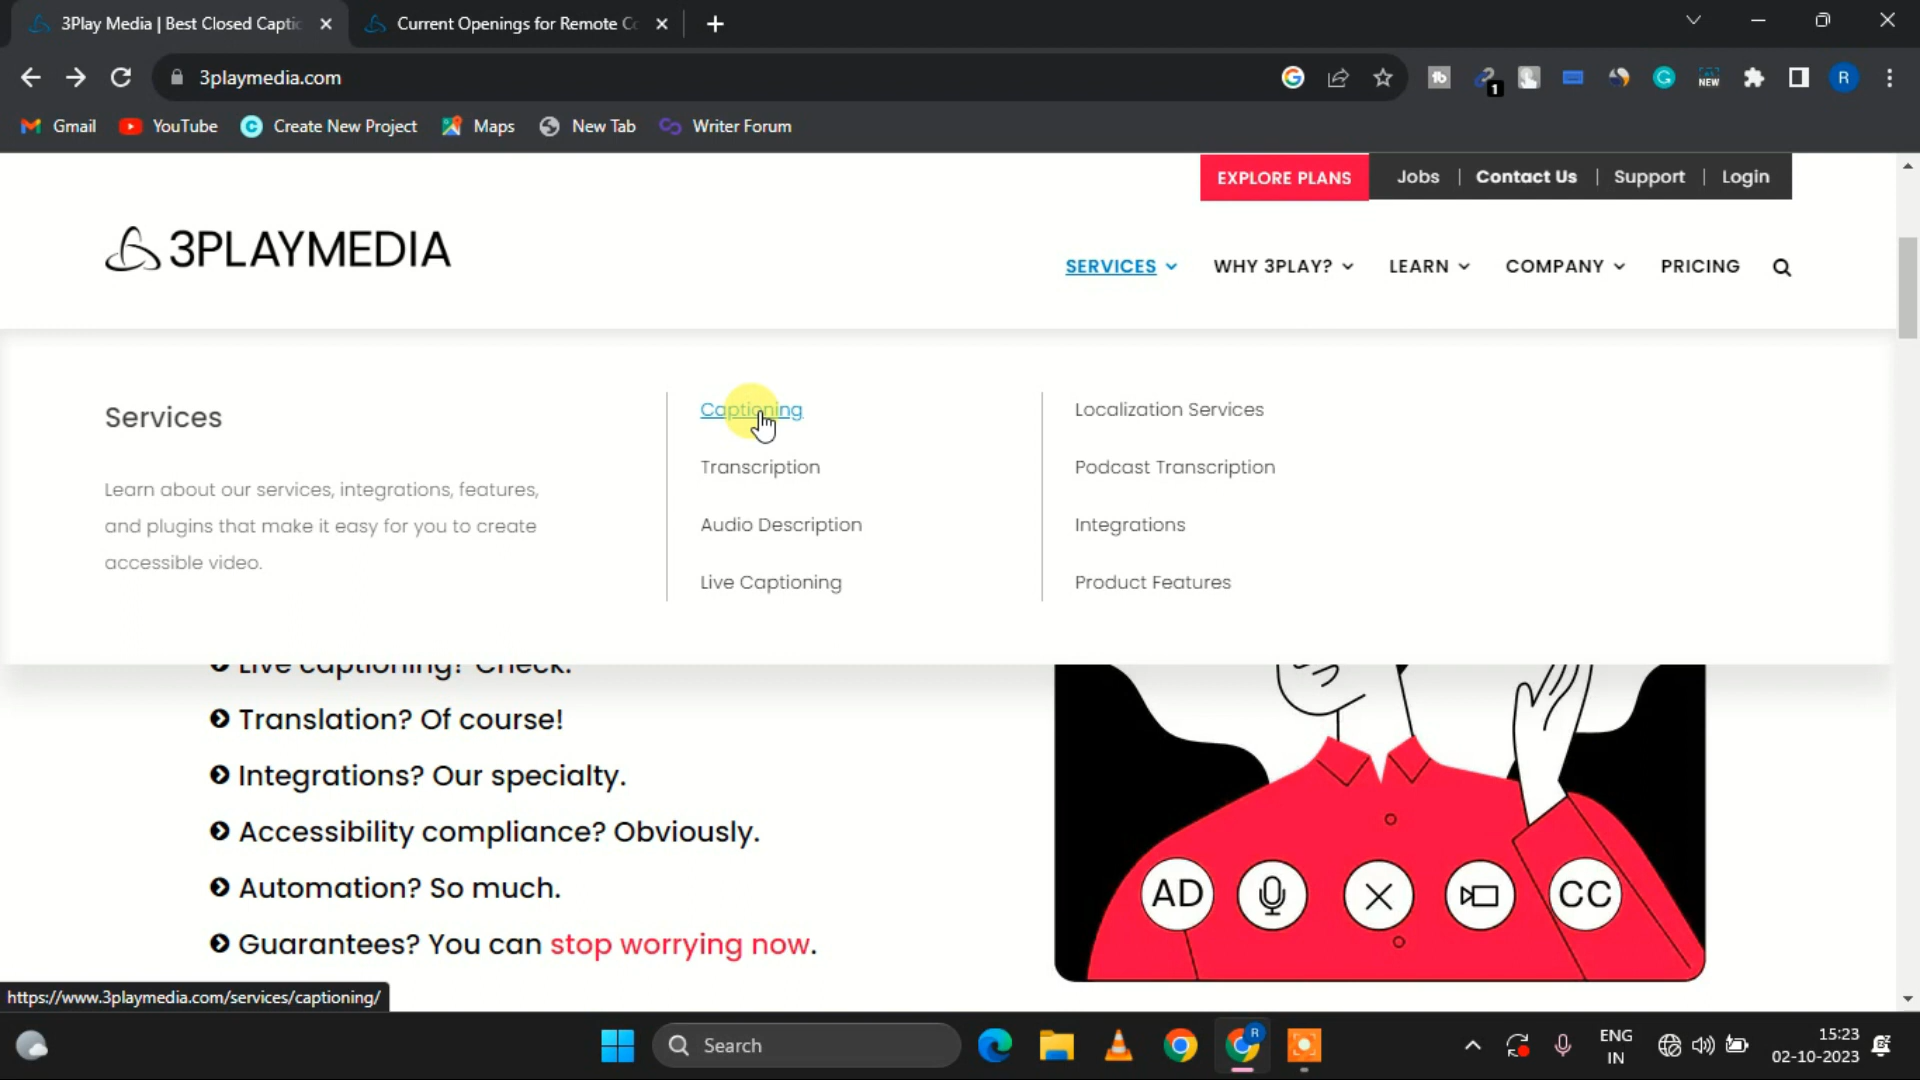 3Play Media | Best Closed Captio
Current Openings for Remote Co
3playmedia.com
1
NEW
R
Gmail
YouTube
Create New Project
Maps
New Tab
Writer Forum
EXPLORE PLANS
Jobs | Contact Us | Support | Login
3PLAYMEDIA
SERVICES
WHY 3PLAY?
LEARN
COMPANY
PRICING
Services
Learn about our services, integrations, features,
and plugins that make it easy for you to create
accessible video.
Captioning
Transcription
Audio Description
Live Captioning
Localization Services
Podcast Transcription
Integrations
Product Features
Live captioning? Check.
Translation? Of course!
Integrations? Our specialty.
Accessibility compliance? Obviously.
Automation? So much.
Guarantees? You can stop worrying now.
AD
CC
https://www.3playmedia.com/services/captioning/
Search
R
ENG
IN
15:23
02-10-2023